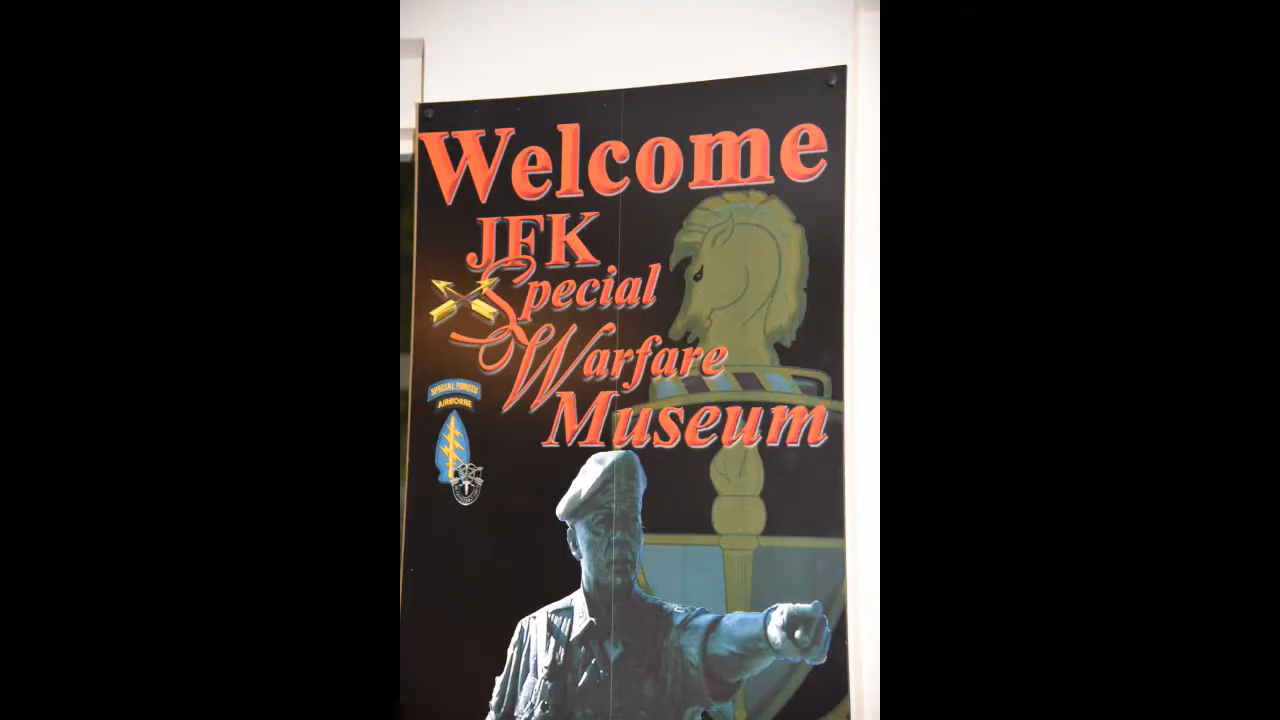 Welcome
JFK
Special
Warfare
Museum
SPECIAL FORCES
AIRBORNE